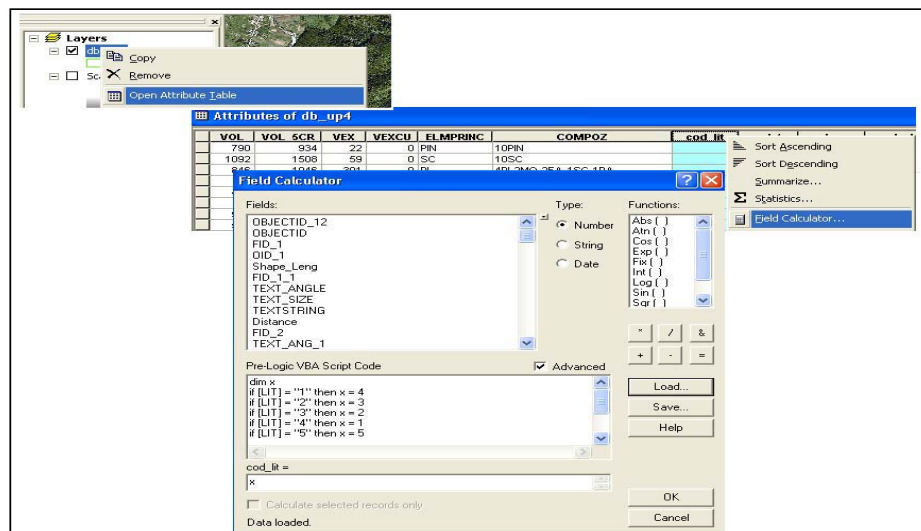 Layers
db
Sc
Copy
Remove
Open Attribute Table
Attributes of db_up4
VOL VOL_SCR VEX VEXCU ELMPRINC COMPOZ cod_lit
790 934 22 0 PIN 10PIN
1092 1508 59 0 SC 10SC
Sort Ascending
Sort Descending
Summarize...
Σ Statistics...
Field Calculator...
Field Calculator
Fields:
OBJECTID_12
OBJECTID
FID_1
OID_1
Shape_Leng
FID_1_1
TEXT_ANGLE
TEXT_SIZE
TEXTSTRING
Distance
FID_2
TEXT_ANG_1
Type:
Number
String
Date
Functions:
Abs ( )
Atn ( )
Cos ( )
Exp ( )
Fix ( )
Int ( )
Log ( )
Sin ( )
Sqr ( )
* / &
+ - =
Pre-Logic VBA Script Code
Advanced
dim x
if [LIT] = "1" then x = 4
if [LIT] = "2" then x = 3
if [LIT] = "3" then x = 2
if [LIT] = "4" then x = 1
if [LIT] = "5" then x = 5
Load...
Save...
Help
cod_lit =
x
Calculate selected records only
Data loaded.
OK
Cancel